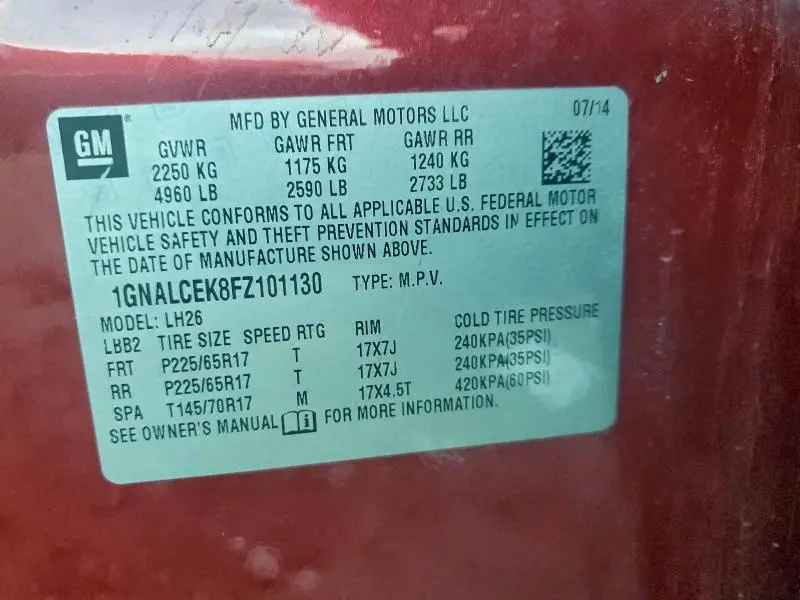 GM® MFD BY GENERAL MOTORS LLC 07/14
GVWR GAWR FRT GAWR RR
2250 KG 1175 KG 1240 KG
4960 LB 2590 LB 2733 LB
THIS VEHICLE CONFORMS TO ALL APPLICABLE U.S. FEDERAL MOTOR
VEHICLE SAFETY AND THEFT PREVENTION STANDARDS IN EFFECT ON
THE DATE OF MANUFACTURE SHOWN ABOVE.
1GNALCEK8FZ101130 TYPE: M.P.V.
MODEL: LH26
LBB2 TIRE SIZE SPEED RTG RIM COLD TIRE PRESSURE
FRT P225/65R17 T 17X7J 240KPA(35PSI)
RR P225/65R17 T 17X7J 240KPA(35PSI)
SPA T145/70R17 M 17X4.5T 420KPA(60PSI)
SEE OWNER'S MANUAL FOR MORE INFORMATION.